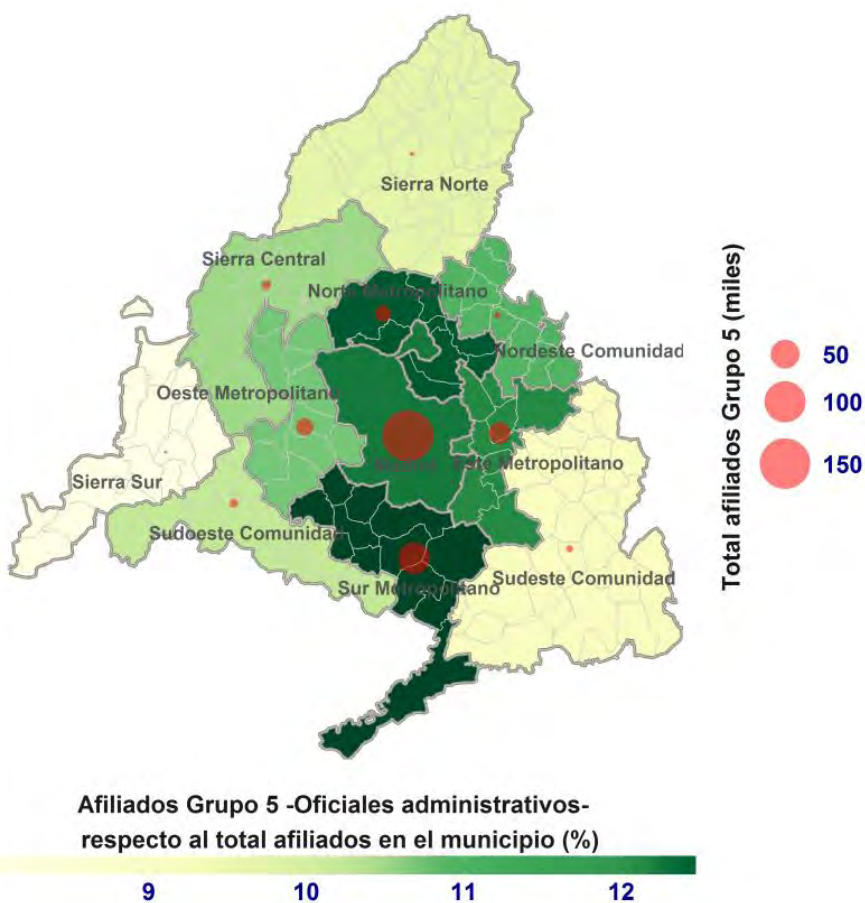 Sierra Norte
Sierra Central
Norte Metropolitano
Nordeste Comunidad
Oeste Metropolitano
Madrid
Este Metropolitano
Sierra Sur
Sudoeste Comunidad
Sur Metropolitano
Sudeste Comunidad
Total afiliados Grupo 5 (miles)
50
100
150
Afiliados Grupo 5 -Oficiales administrativos-
respecto al total afiliados en el municipio (%)
9 10 11 12